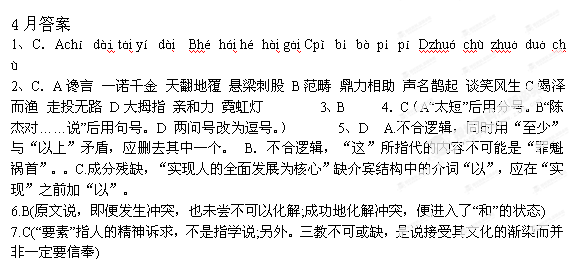 4 月答案
1、C．Achī dài tái yí dài Bhé hé i hé hài gāi Cpī bì bò pí pí Dzhuó chù zhuō duō ch
ù
2、C．A 谗言 一诺千金 天翻地覆 悬梁刺股 B 范畴 鼎力相助 声名鹊起 谈笑风生 C 竭泽
而渔 走投无路 D 大拇指 亲和力 霓虹灯 3、B 4．C（A“太短”后用分号。B“陈
杰对……说”后用句号。D 两问号改为逗号。） 5、D A.不合逻辑，同时用“至少”
与“以上”矛盾，应删去其中一个。 B．不合逻辑，“这”所指代的内容不可能是“罪魁
祸首”。。C.成分残缺，“实现人的全面发展为核心”缺介宾结构中的介词“以”，应在“实
现”之前加“以”。
6.B(原文说，即便发生冲突，也未尝不可以化解;成功地化解冲突，便进入了“和”的状态)
7.C(“要素”指人的精神诉求，不是指学说;另外。三教不可或缺，是说接受其文化的渐染而并
非一定要信奉)